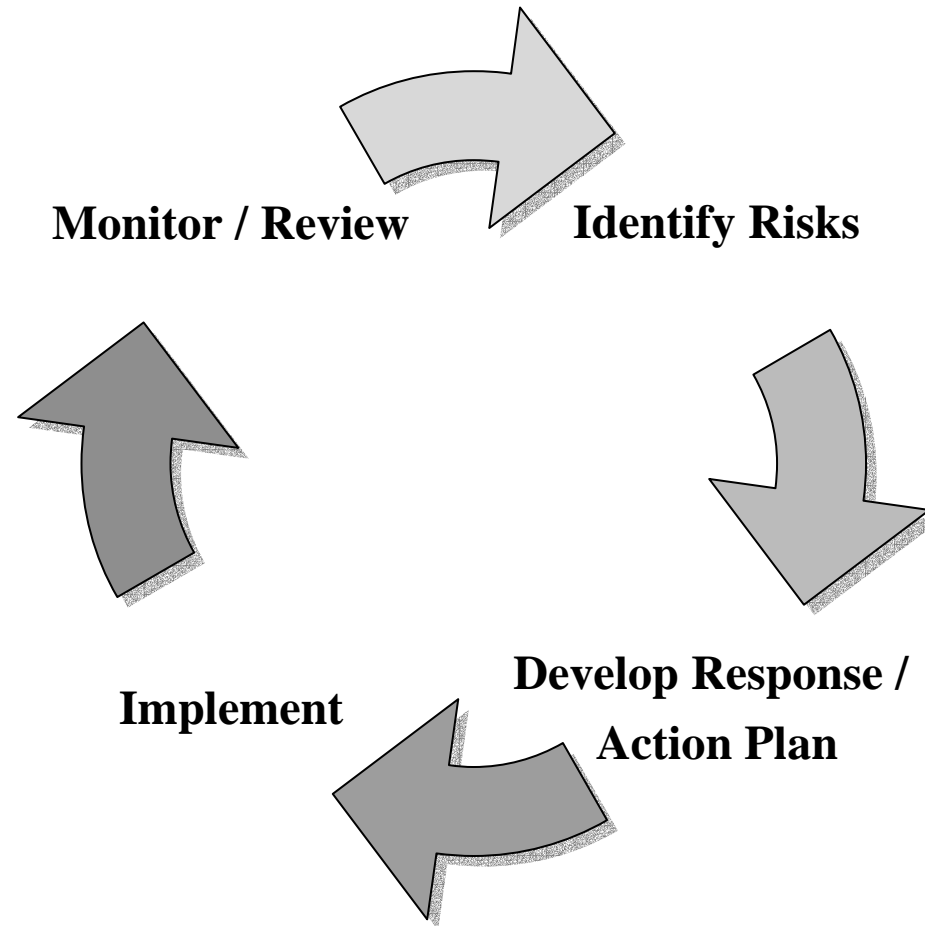 Monitor / Review
Identify Risks
Develop Response /
Action Plan
Implement